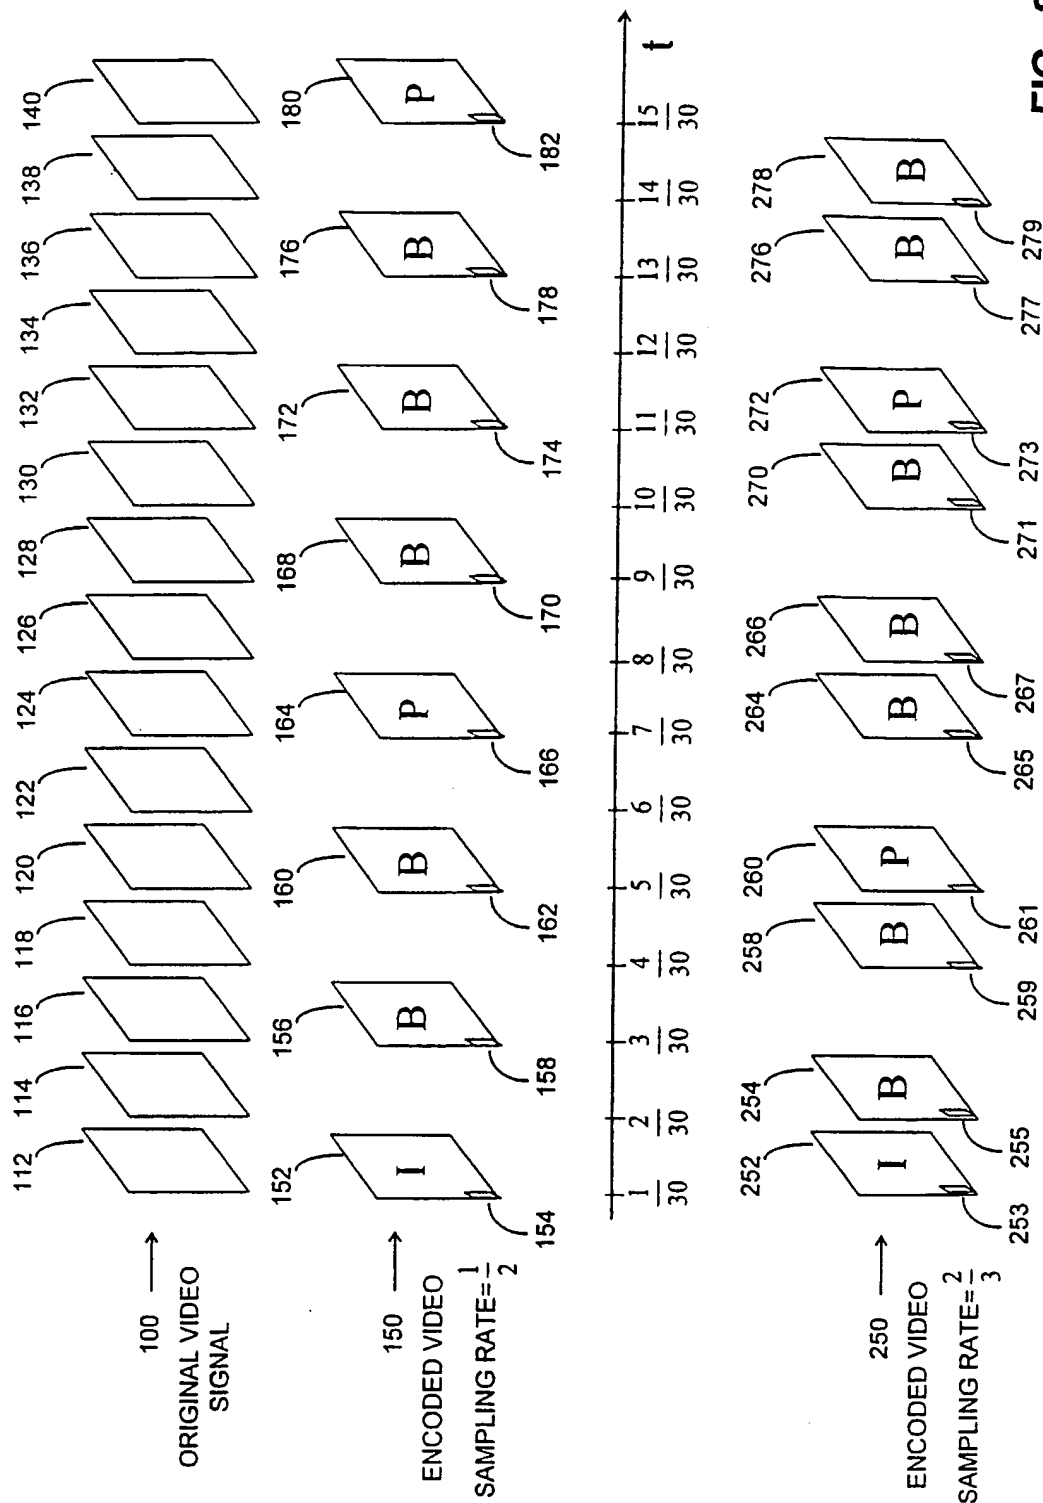 112 114 116 118 120 122 124 126 128 130 132 134 136 138 140
100
ORIGINAL VIDEO
SIGNAL
152 156 160 164 168 172 176 180
I B B P B B B P
150
ENCODED VIDEO
SAMPLING RATE= 1/2
154 158 162 166 170 174 178 182
t
1/30 2/30 3/30 4/30 5/30 6/30 7/30 8/30 9/30 10/30 11/30 12/30 13/30 14/30 15/30
252 254 258 260 264 266 270 272 276 278
I B B P B B B P B B
250
ENCODED VIDEO
SAMPLING RATE= 2/3
253 255 259 261 265 267 271 273 277 279
FIG.